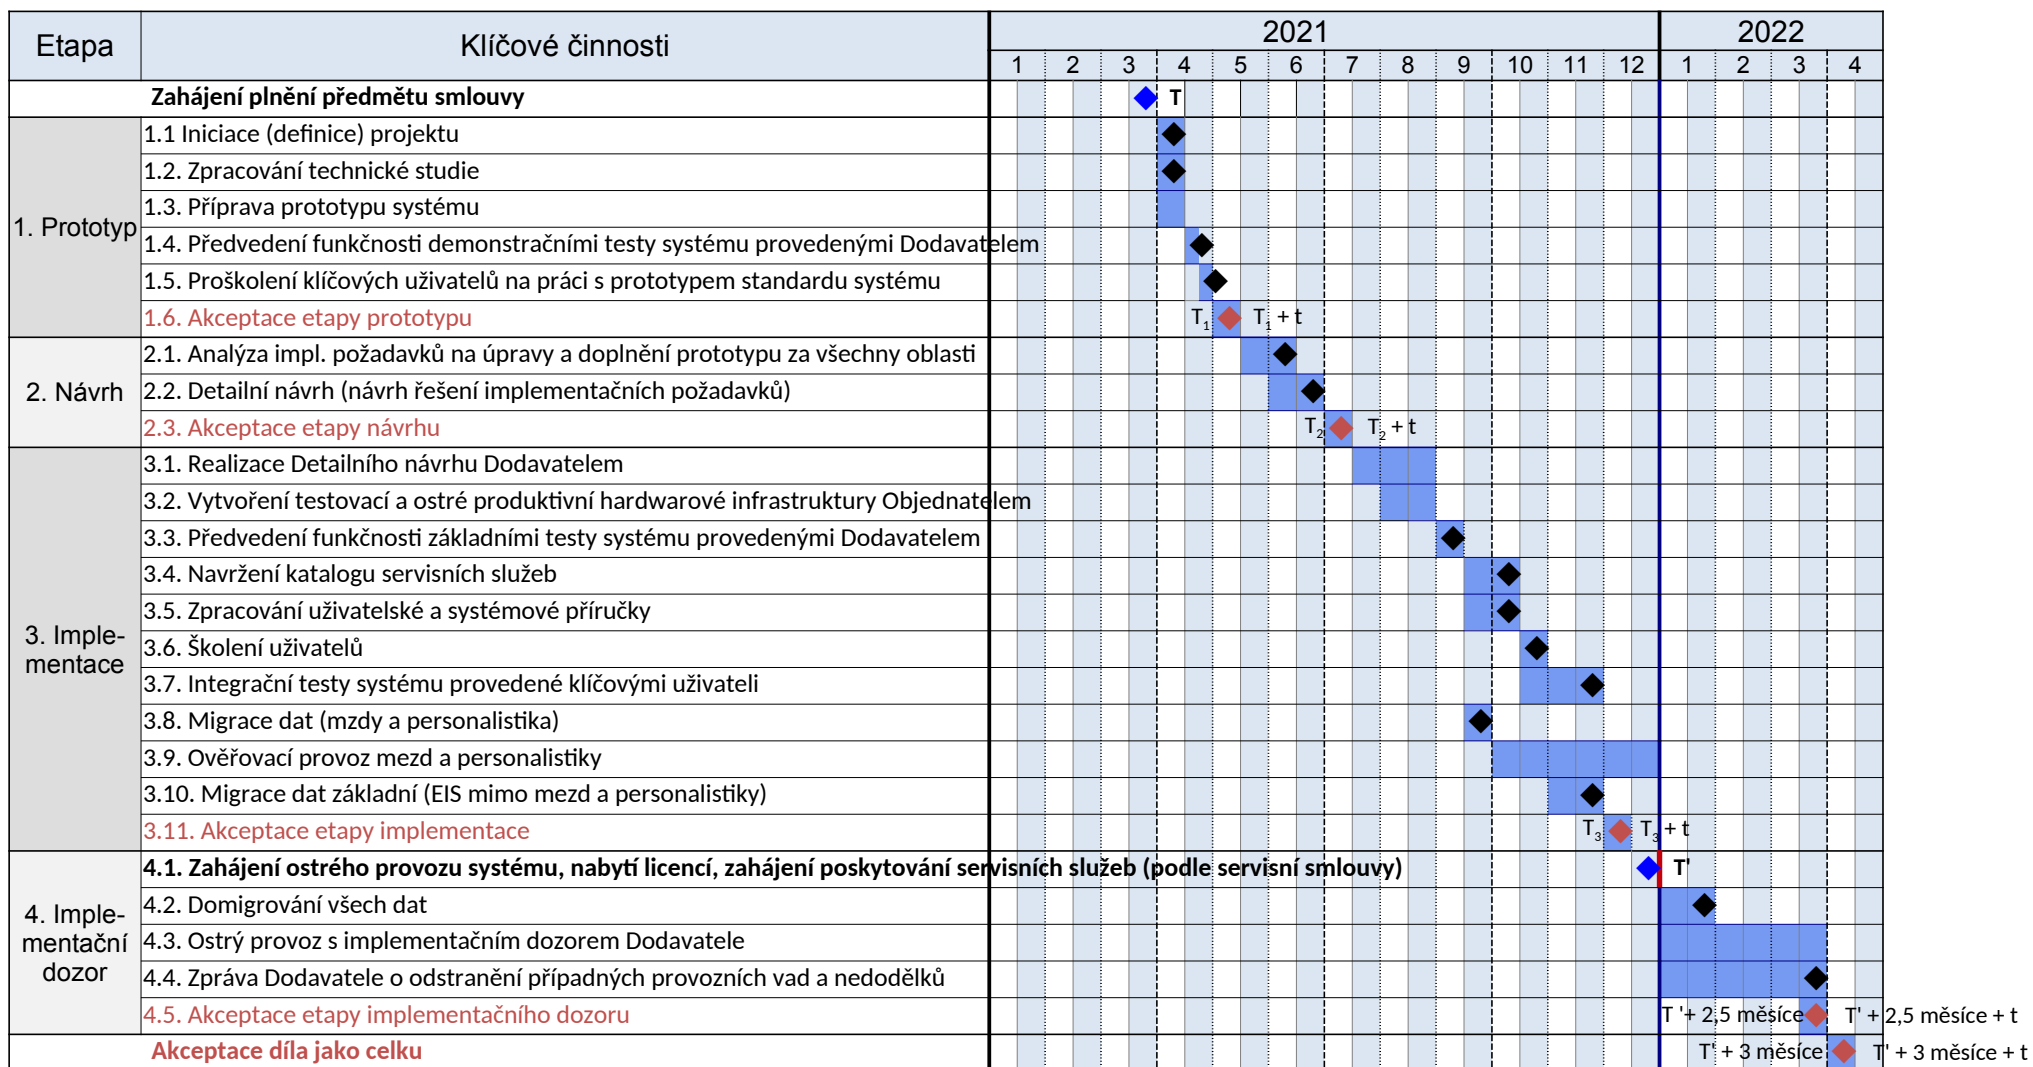 Etapa Klíčové činnosti 2021 2022
1 2 3 4 5 6 7 8 9 10 11 12 1 2 3 4
Zahájení plnění předmětu smlouvy T
1. Prototyp
1.1 Iniciace (definice) projektu
1.2. Zpracování technické studie
1.3. Příprava prototypu systému
1.4. Předvedení funkčnosti demonstračními testy systému provedenými Dodavatelem
1.5. Proškolení klíčových uživatelů na práci s prototypem standardu systému
1.6. Akceptace etapy prototypu T1 T1 + t
2. Návrh
2.1. Analýza impl. požadavků na úpravy a doplnění prototypu za všechny oblasti
2.2. Detailní návrh (návrh řešení implementačních požadavků)
2.3. Akceptace etapy návrhu T2 T2 + t
3. Imple-
mentace
3.1. Realizace Detailního návrhu Dodavatelem
3.2. Vytvoření testovací a ostré produktivní hardwarové infrastruktury Objednatelem
3.3. Předvedení funkčnosti základními testy systému provedenými Dodavatelem
3.4. Navržení katalogu servisních služeb
3.5. Zpracování uživatelské a systémové příručky
3.6. Školení uživatelů
3.7. Integrační testy systému provedené klíčovými uživateli
3.8. Migrace dat (mzdy a personalistika)
3.9. Ověřovací provoz mezd a personalistiky
3.10. Migrace dat základní (EIS mimo mezd a personalistiky)
3.11. Akceptace etapy implementace T3 T3 + t
4. Imple-
mentační
dozor
4.1. Zahájení ostrého provozu systému, nabytí licencí, zahájení poskytování servisních služeb (podle servisní smlouvy) T'
4.2. Domigrování všech dat
4.3. Ostrý provoz s implementačním dozorem Dodavatele
4.4. Zpráva Dodavatele o odstranění případných provozních vad a nedodělků
4.5. Akceptace etapy implementačního dozoru T '+ 2,5 měsíce T' + 2,5 měsíce + t
Akceptace díla jako celku T' + 3 měsíce T' + 3 měsíce + t